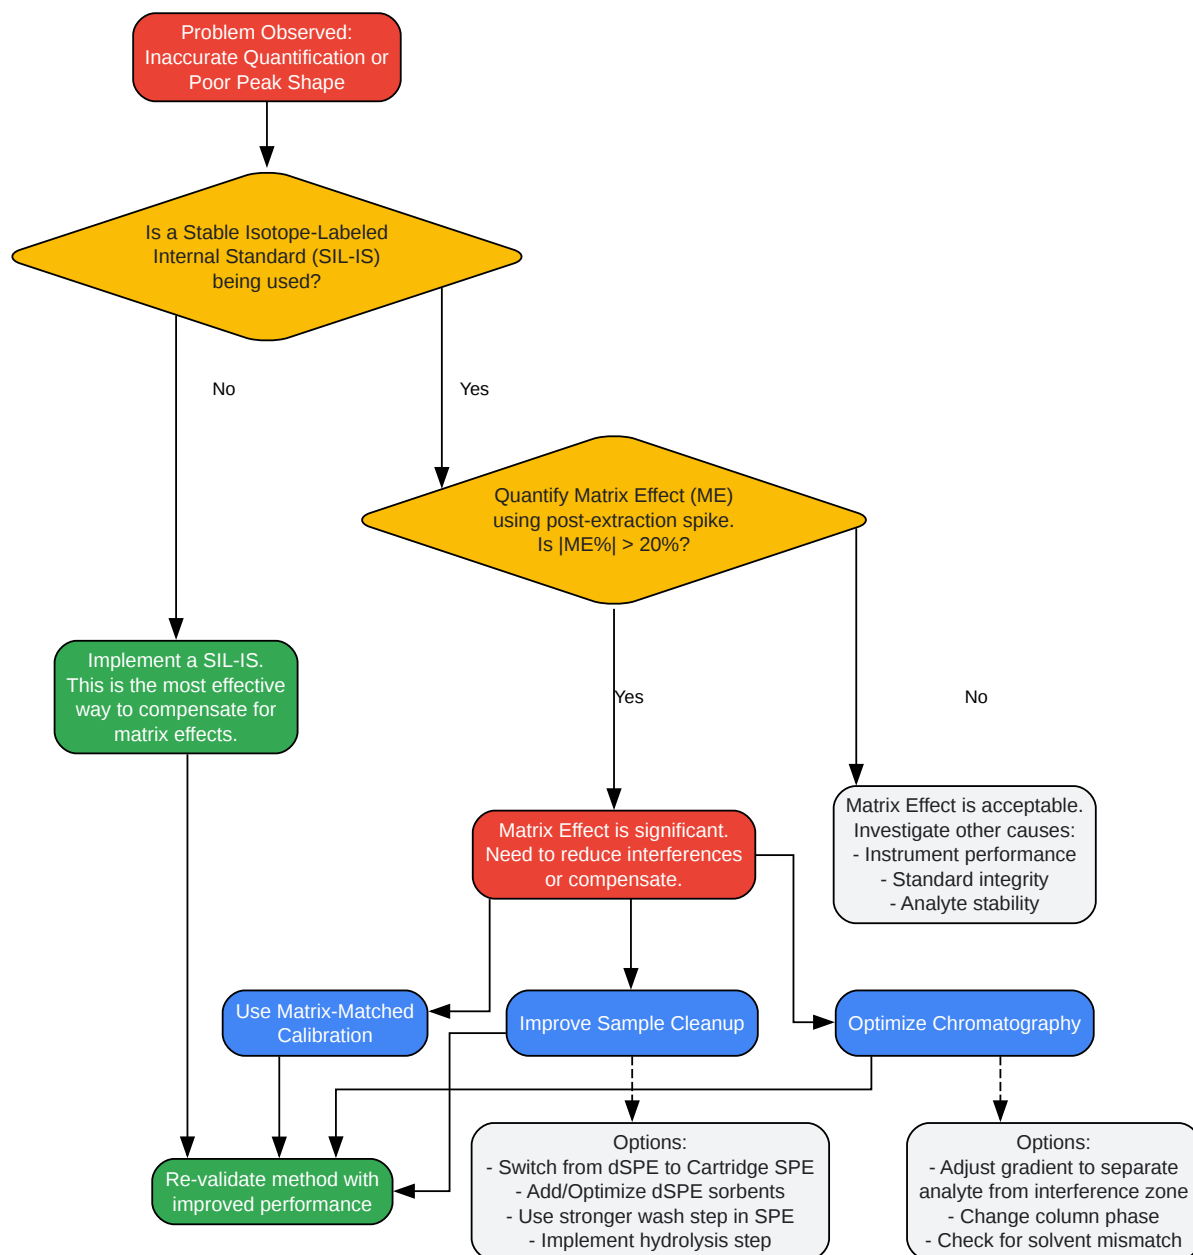 Problem Observed:
Inaccurate Quantification or
Poor Peak Shape
Is a Stable Isotope-Labeled
Internal Standard (SIL-IS)
being used?
No
Yes
Quantify Matrix Effect (ME)
using post-extraction spike.
Is |ME%| > 20%?
Implement a SIL-IS.
This is the most effective
way to compensate for
matrix effects.
Yes
No
Matrix Effect is significant.
Need to reduce interferences
or compensate.
Matrix Effect is acceptable.
Investigate other causes:
- Instrument performance
- Standard integrity
- Analyte stability
Use Matrix-Matched
Calibration
Improve Sample Cleanup
Optimize Chromatography
Re-validate method with
improved performance
Options:
- Switch from dSPE to Cartridge SPE
- Add/Optimize dSPE sorbents
- Use stronger wash step in SPE
- Implement hydrolysis step
Options:
- Adjust gradient to separate
analyte from interference zone
- Change column phase
- Check for solvent mismatch